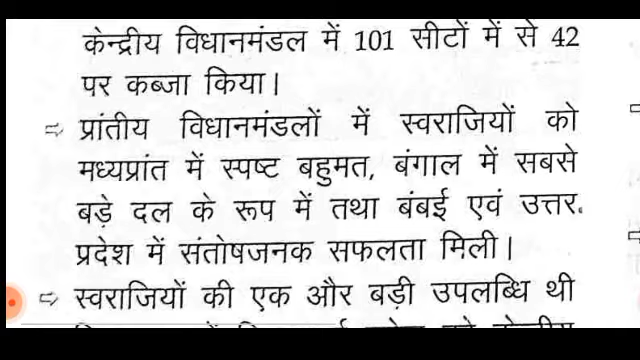 केन्द्रीय विधानमंडल में 101 सीटों में से 42
पर कब्जा किया।
⇨ प्रांतीय विधानमंडलों में स्वराजियों को
मध्यप्रांत में स्पष्ट बहुमत, बंगाल में सबसे
बड़े दल के रूप में तथा बंबई एवं उत्तर
प्रदेश में संतोषजनक सफलता मिली।
⇨ स्वराजियों की एक और बड़ी उपलब्धि थी